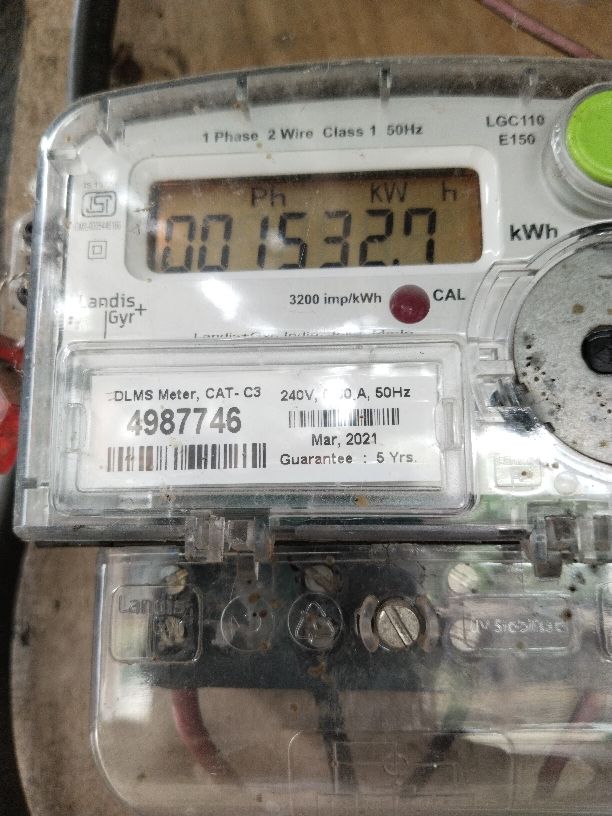 1 Phase 2 Wire Class 1 50Hz
LGC110
E150
Ph KW h
001532.7
kWh
3200 imp/kWh
CAL
Landis+
Gyr
DLMS Meter, CAT- C3
240V, A, 50Hz
4987746
Mar, 2021
Guarantee : 5 Yrs.
Landis